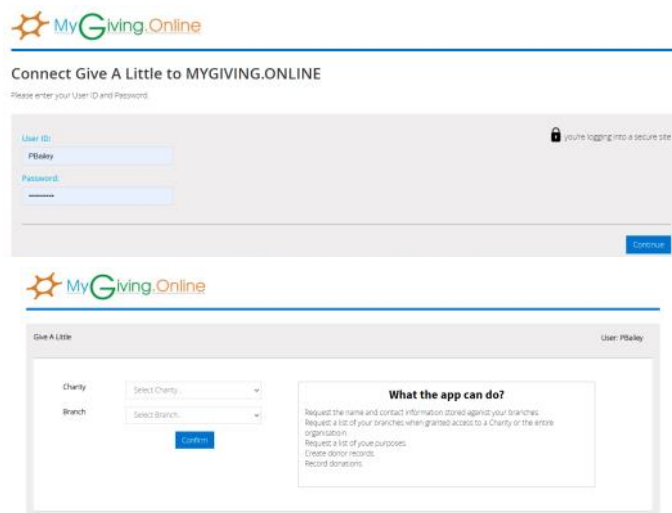 MyGiving.Online
Connect Give A Little to MYGIVING.ONLINE
Please enter your User ID and Password.
User ID:
you're logging into a secure site
PBailey
Password:
Continue
MyGiving.Online
Give A Little
User: PBailey
Charity
Select Charity...
Branch
Select Branch...
Confirm
What the app can do?
Request the name and contact information stored against your branches.
Request a list of your branches when granted access to a Charity or the entire
organisation.
Request a list of youe purposes.
Create donor records.
Record donations.